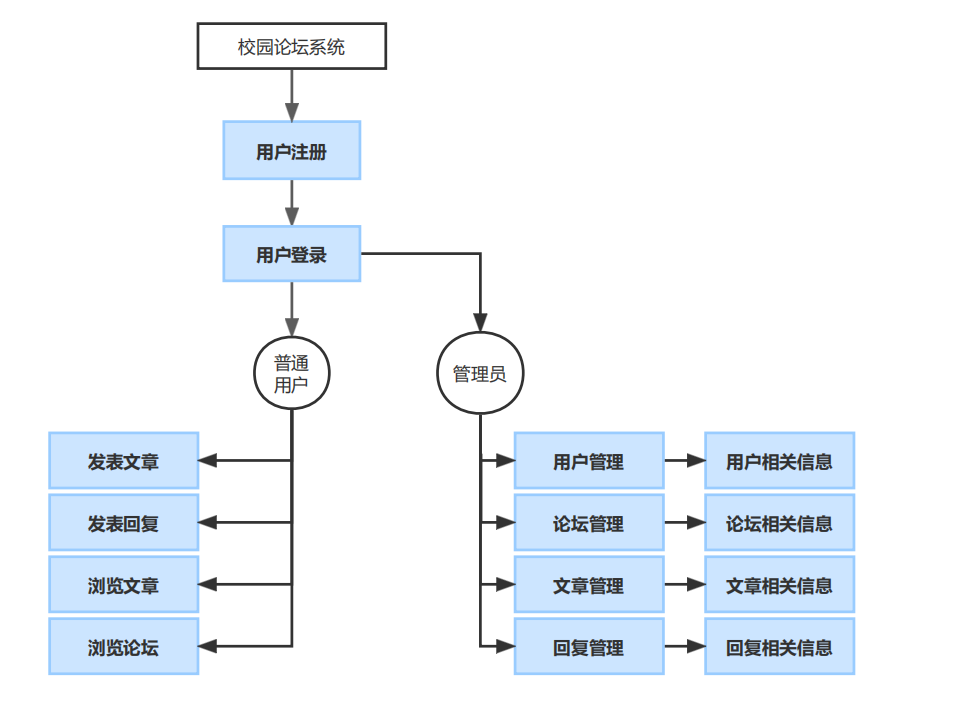 校园论坛系统
用户注册
用户登录
普通
用户
管理员
发表文章
发表回复
浏览文章
浏览论坛
用户管理
用户相关信息
论坛管理
论坛相关信息
文章管理
文章相关信息
回复管理
回复相关信息